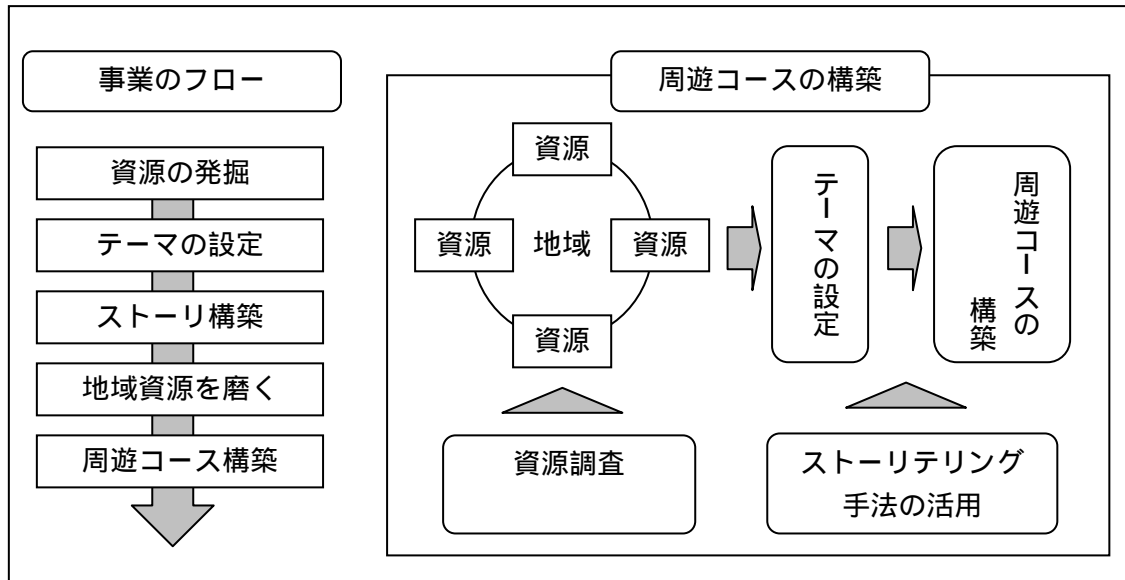 事業のフロー
資源の発掘
テーマの設定
ストーリ構築
地域資源を磨く
周遊コース構築
周遊コースの構築
資源
資源
地域
資源
資源
テーマの設定
周遊コースの
構築
資源調査
ストーリテリング
手法の活用